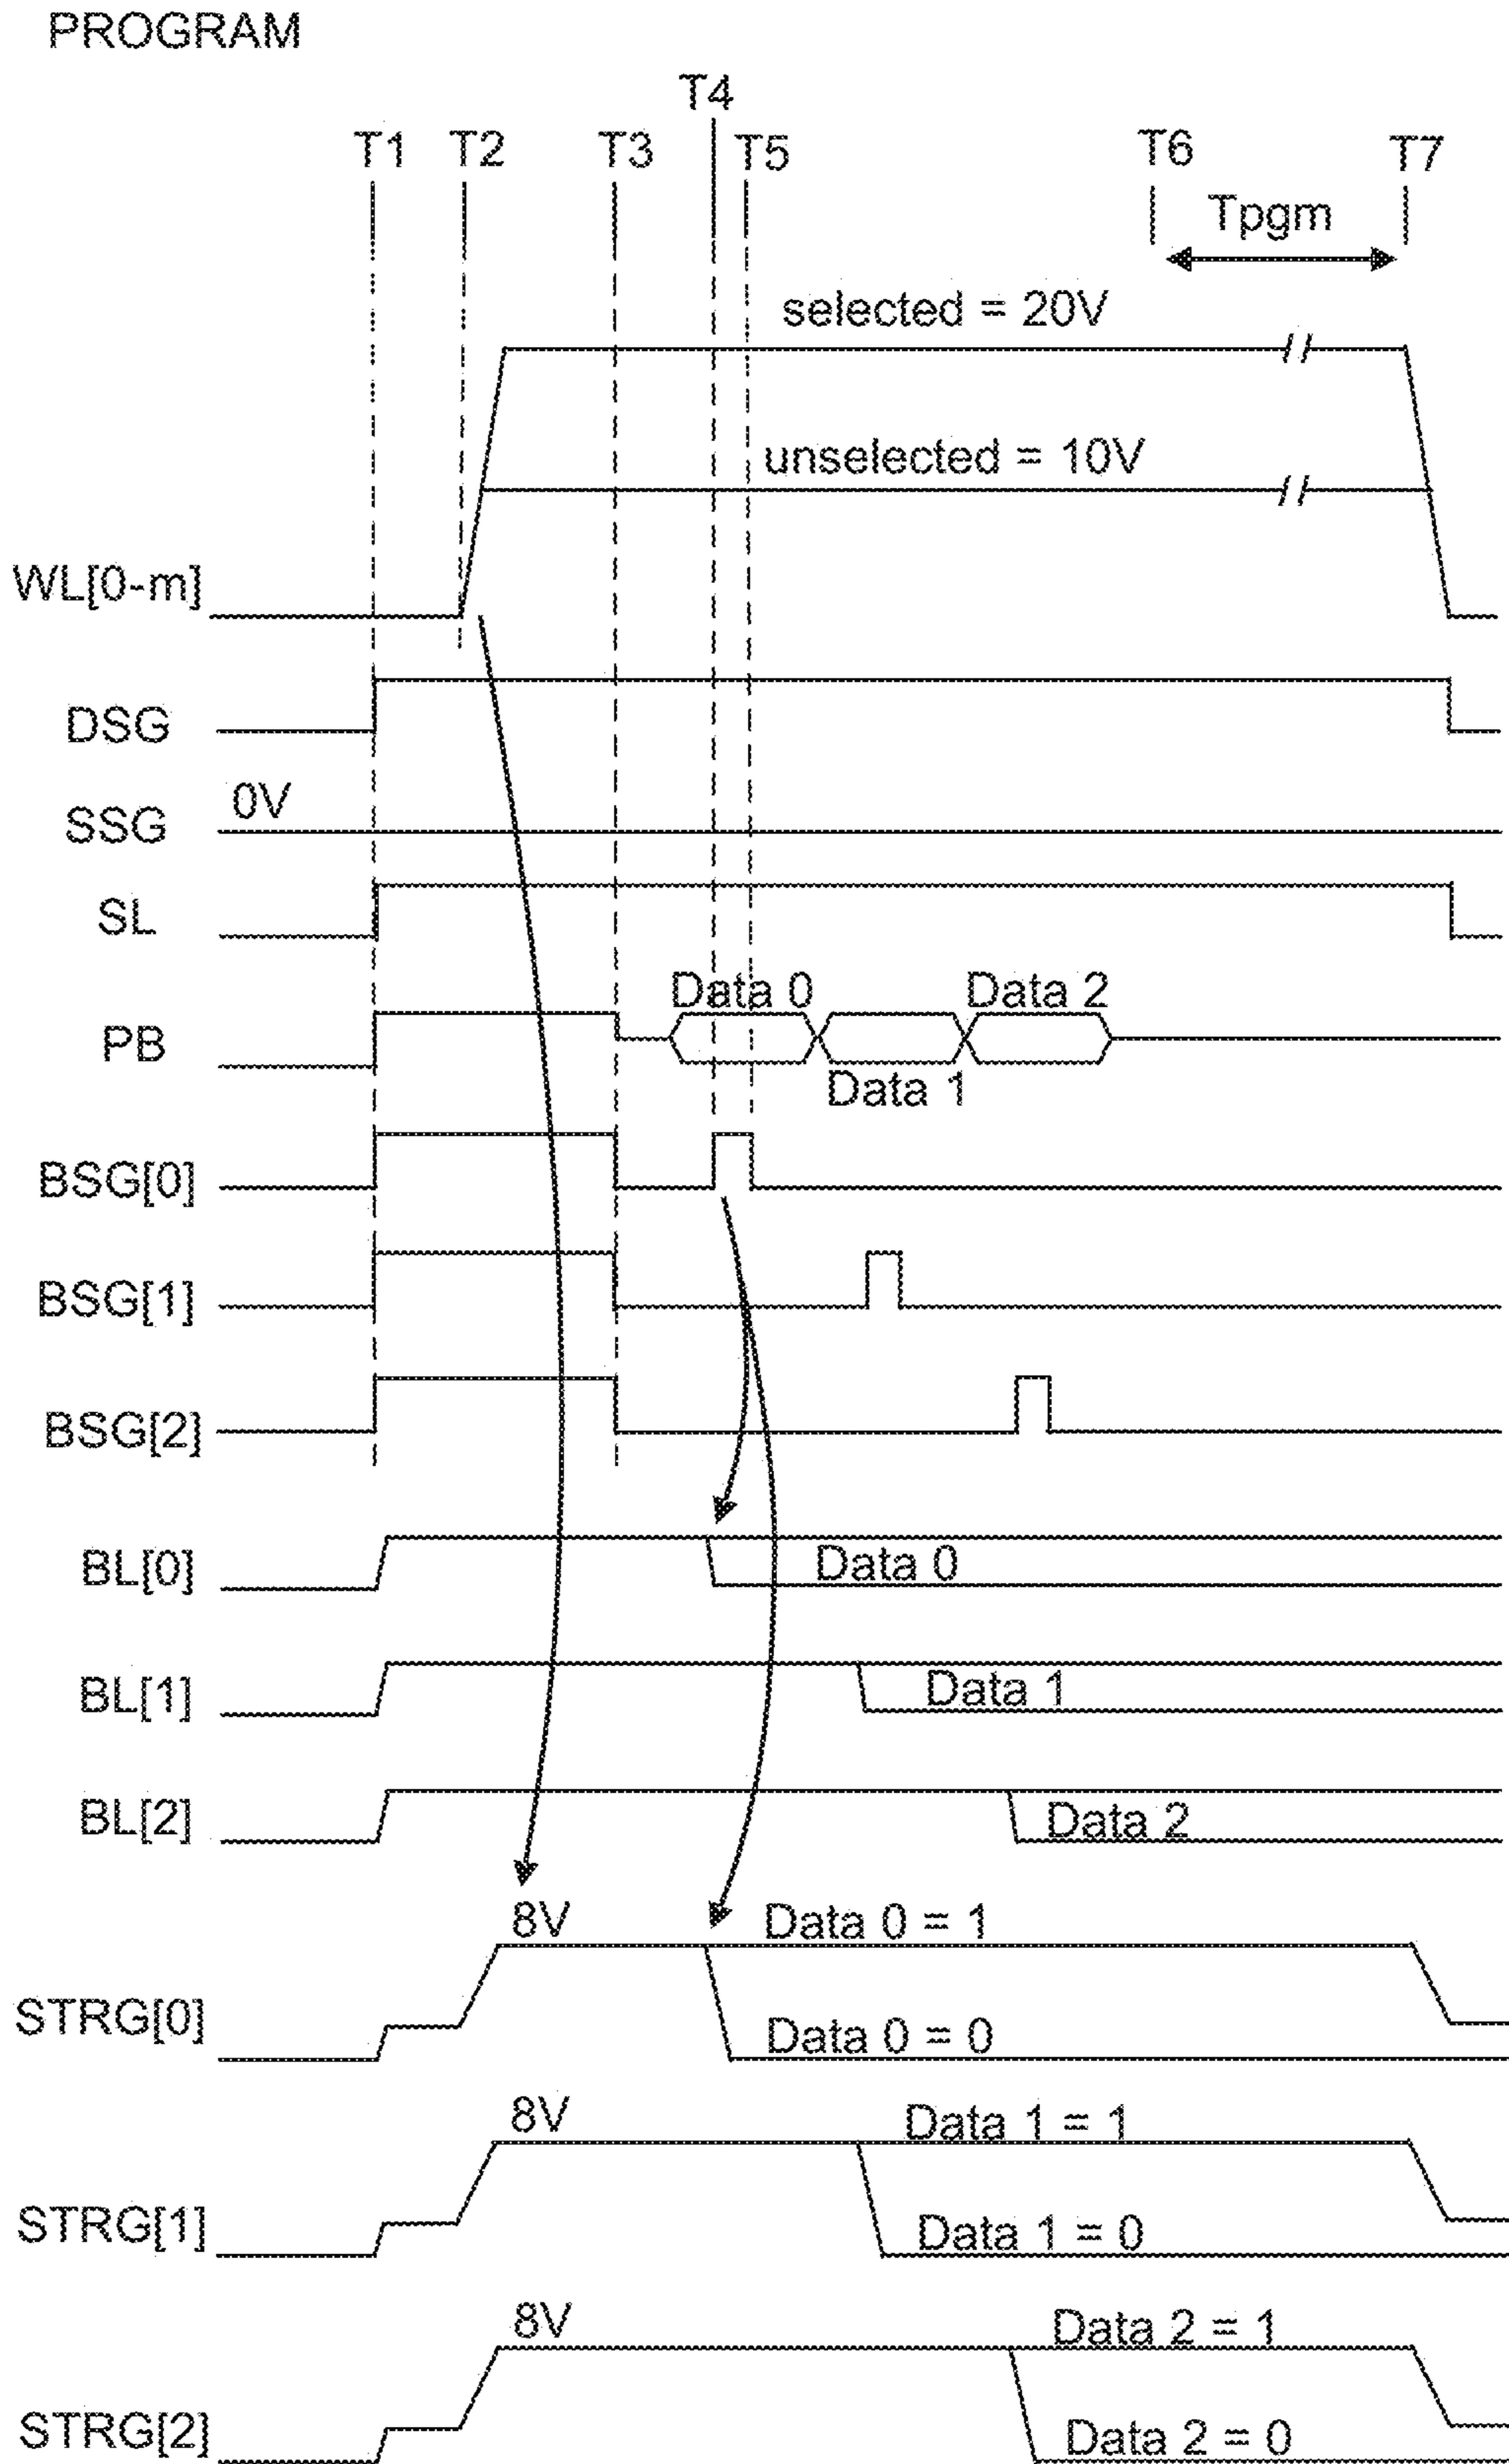 PROGRAM
T4
T1 T2 T3 T5 T6 T7
Tpgm
selected = 20V
unselected = 10V
WL[0-m]
DSG
0V
SSG
SL
Data 0 Data 2
PB
Data 1
BSG[0]
BSG[1]
BSG[2]
BL[0] Data 0
BL[1] Data 1
BL[2] Data 2
8V Data 0 = 1
STRG[0]
Data 0 = 0
8V Data 1 = 1
STRG[1] Data 1 = 0
8V Data 2 = 1
STRG[2] Data 2 = 0